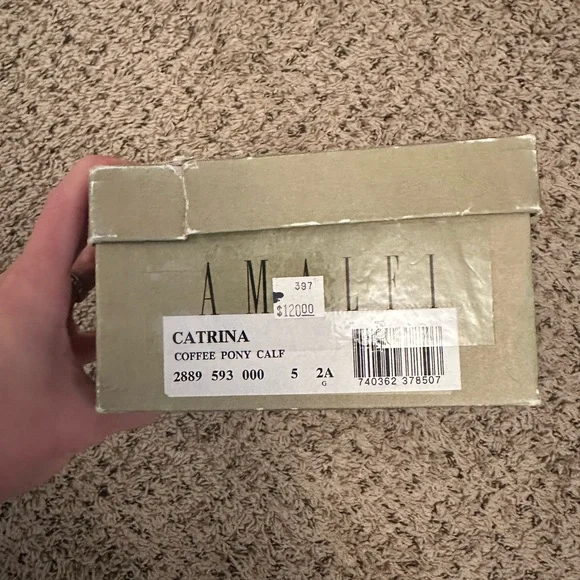 AMALFI
397
$120.00
CATRINA
COFFEE PONY CALF
2889 593 000 5 2A
G
740362 378507